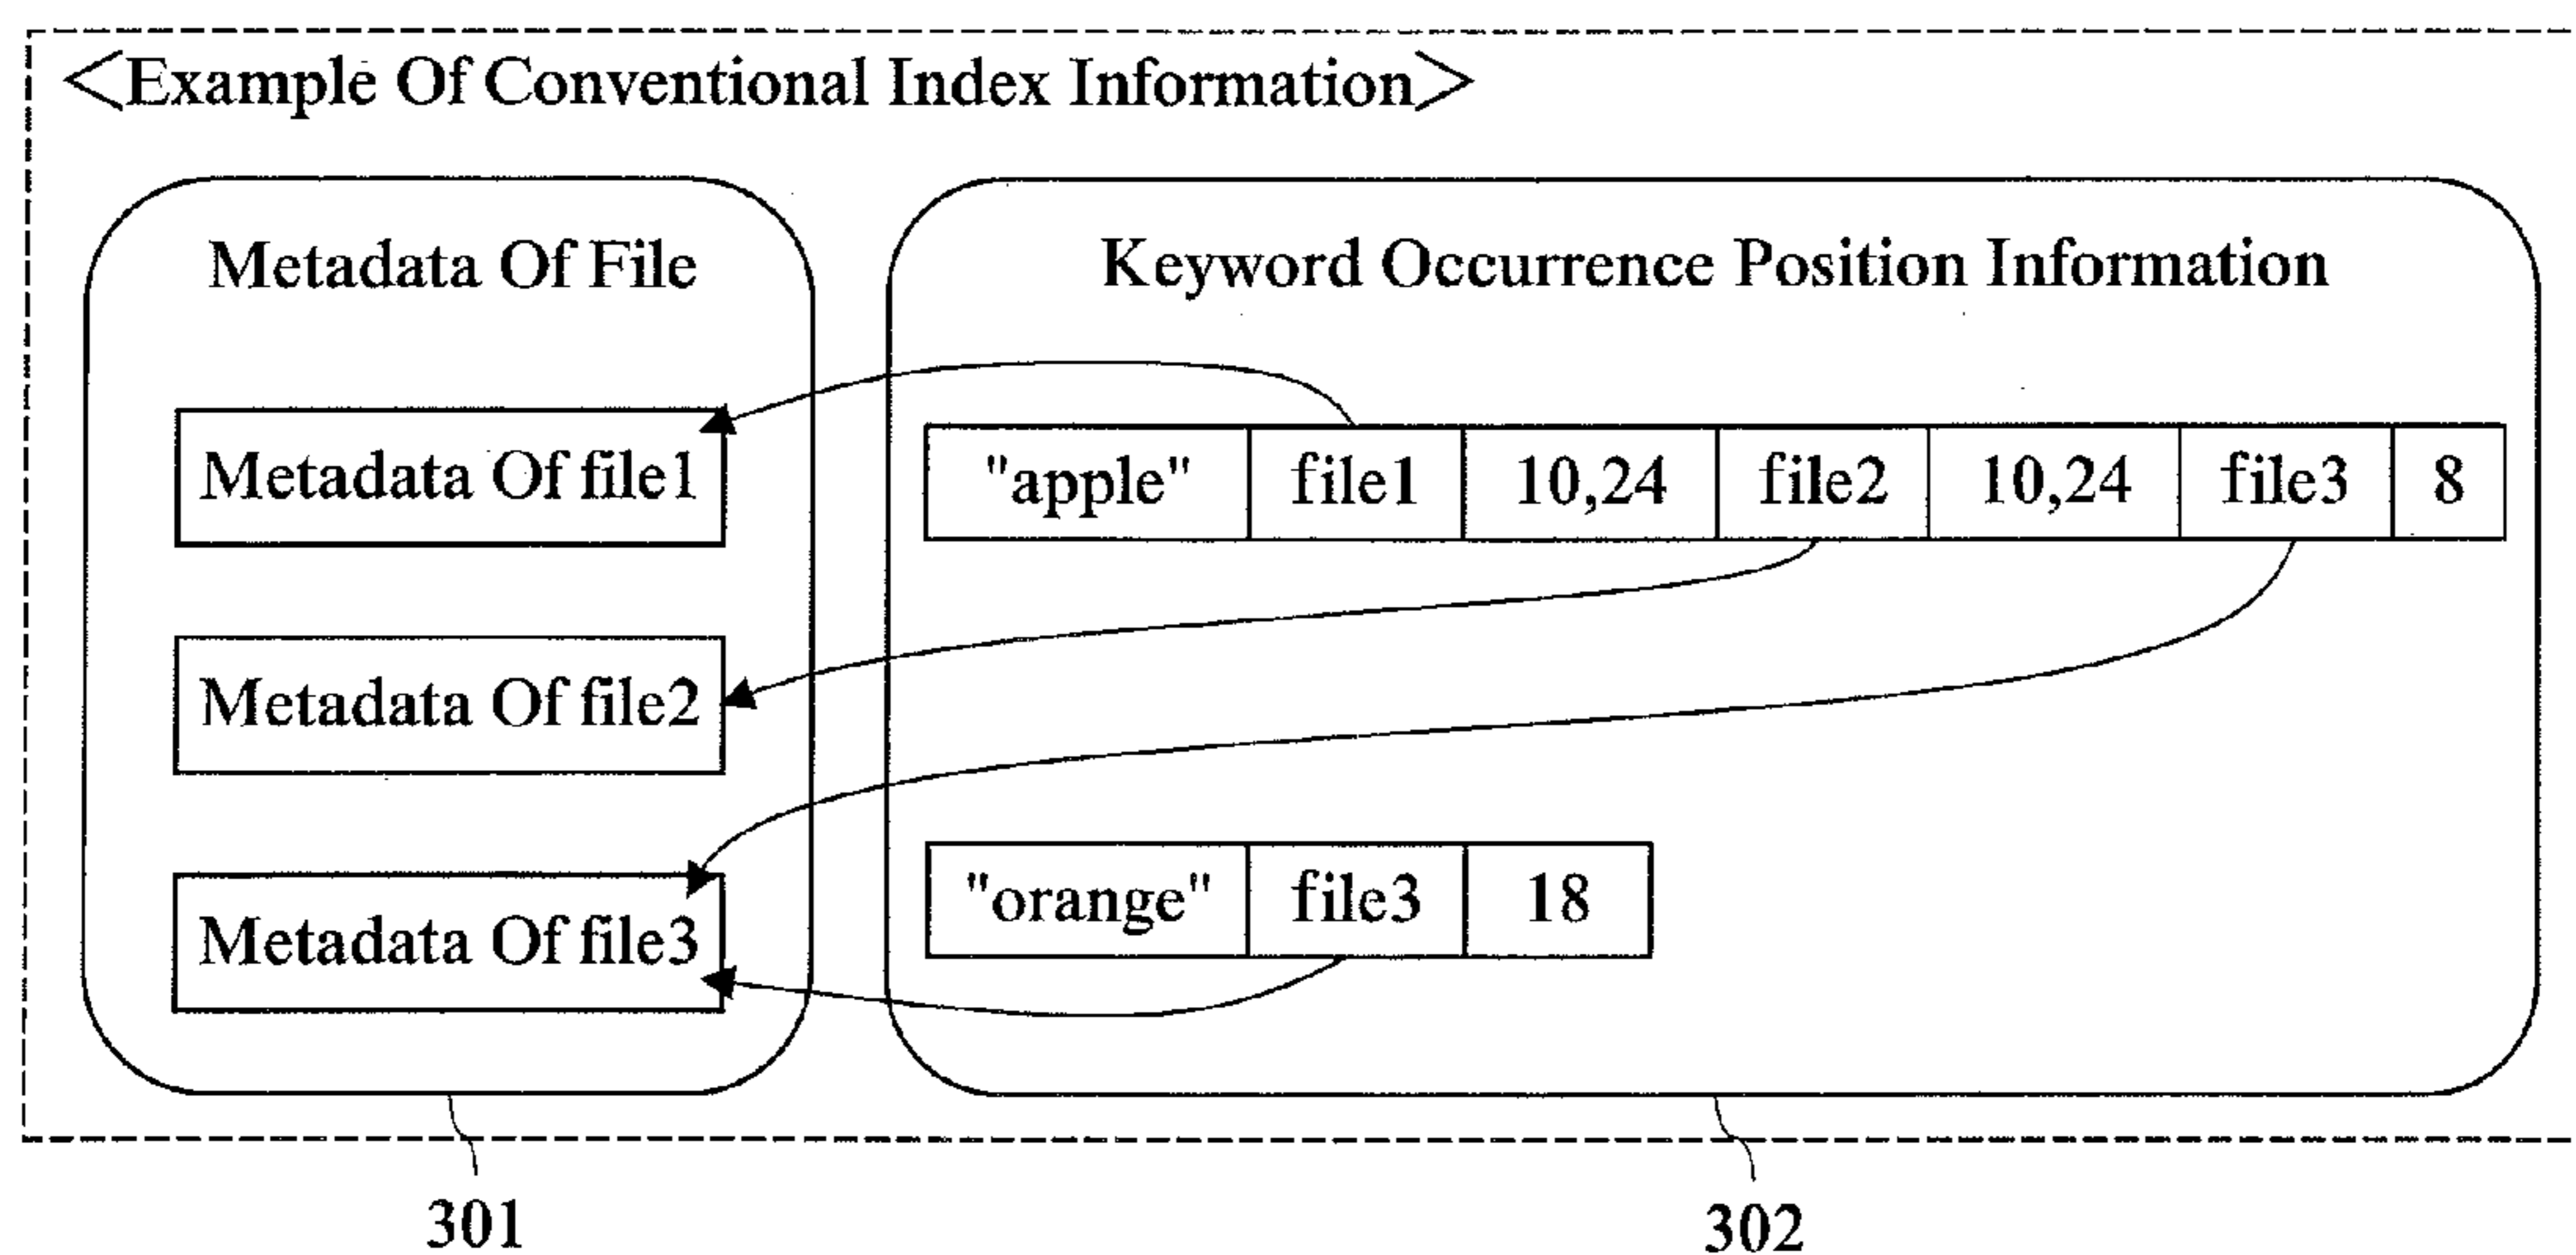 <Example Of Conventional Index Information>
Metadata Of File
Keyword Occurrence Position Information
Metadata Of file1
"apple" file1 10,24 file2 10,24 file3 8
Metadata Of file2
Metadata Of file3
"orange" file3 18
301
302